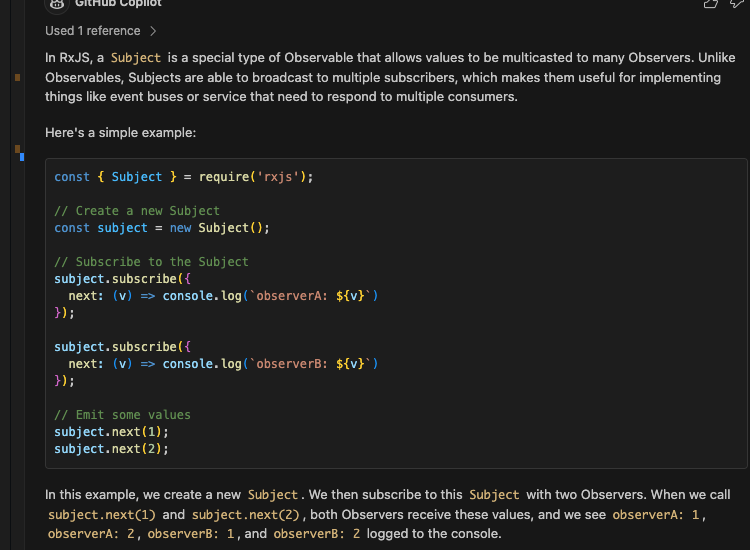 GitHub Copilot
Used 1 reference
In RxJS, a Subject is a special type of Observable that allows values to be multicasted to many Observers. Unlike
Observables, Subjects are able to broadcast to multiple subscribers, which makes them useful for implementing
things like event buses or service that need to respond to multiple consumers.
Here's a simple example:
const { Subject } = require('rxjs');
// Create a new Subject
const subject = new Subject();
// Subscribe to the Subject
subject.subscribe({
  next: (v) => console.log(`observerA: ${v}`)
});
subject.subscribe({
  next: (v) => console.log(`observerB: ${v}`)
});
// Emit some values
subject.next(1);
subject.next(2);
In this example, we create a new Subject. We then subscribe to this Subject with two Observers. When we call
subject.next(1) and subject.next(2), both Observers receive these values, and we see observerA: 1,
observerA: 2, observerB: 1, and observerB: 2 logged to the console.